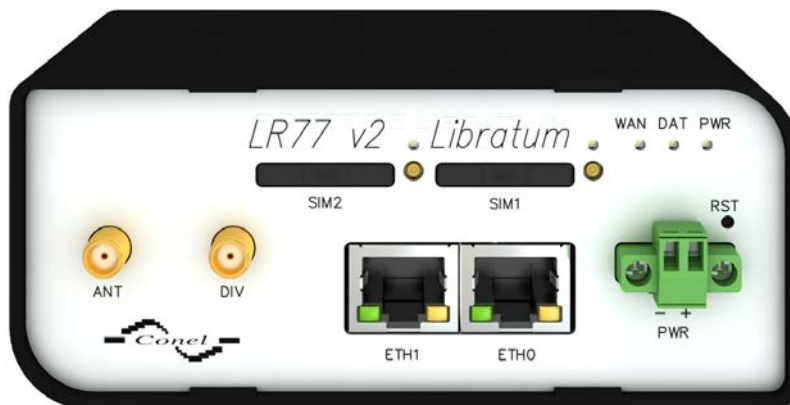 LR77 v2 Libratum
WAN DAT PWR
SIM2 SIM1
RST
ANT DIV
- +
PWR
Conel
ETH1 ETH0